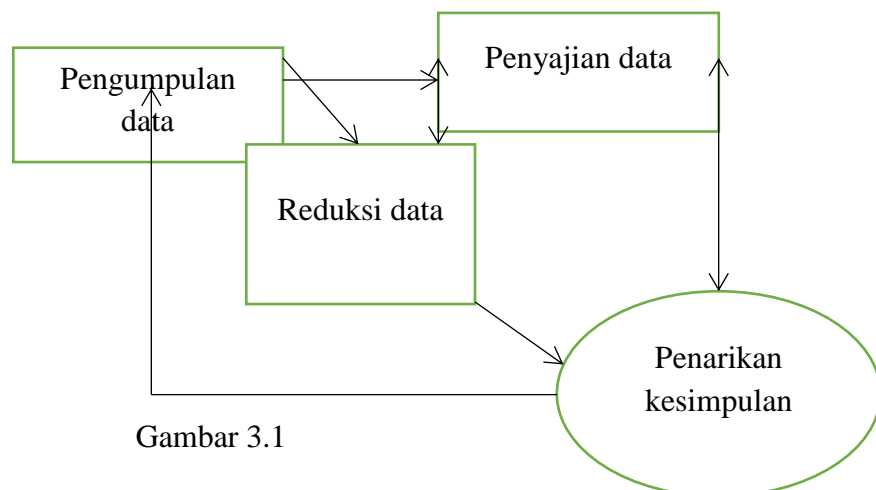 Pengumpulan
data
Penyajian data
Reduksi data
Penarikan
kesimpulan
Gambar 3.1